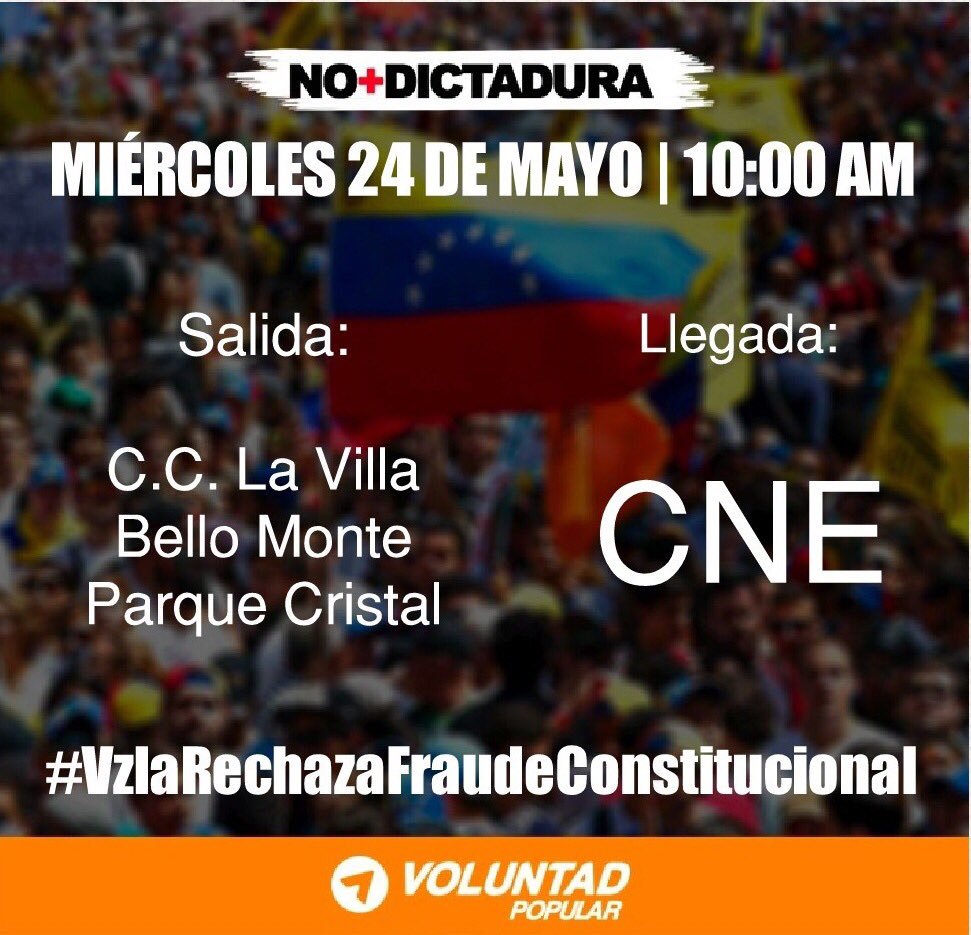 NO+DICTADURA
MIÉRCOLES 24 DE MAYO | 10:00 AM
Salida:
C.C. La Villa
Bello Monte
Parque Cristal
Llegada:
CNE
#VzlaRechazaFraudeConstitucional
VOLUNTAD
POPULAR